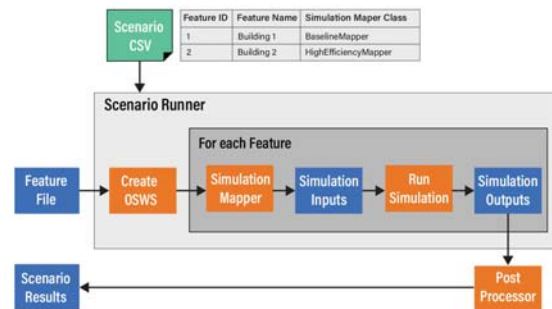 Scenario
CSV
Feature ID Feature Name Simulation Maper Class
1 Building 1 BaselineMapper
2 Building 2 HighEfficiencyMapper
Scenario Runner
For each Feature
Feature
File
Create
OSWS
Simulation
Mapper
Simulation
Inputs
Run
Simulation
Simulation
Outputs
Scenario
Results
Post
Processor